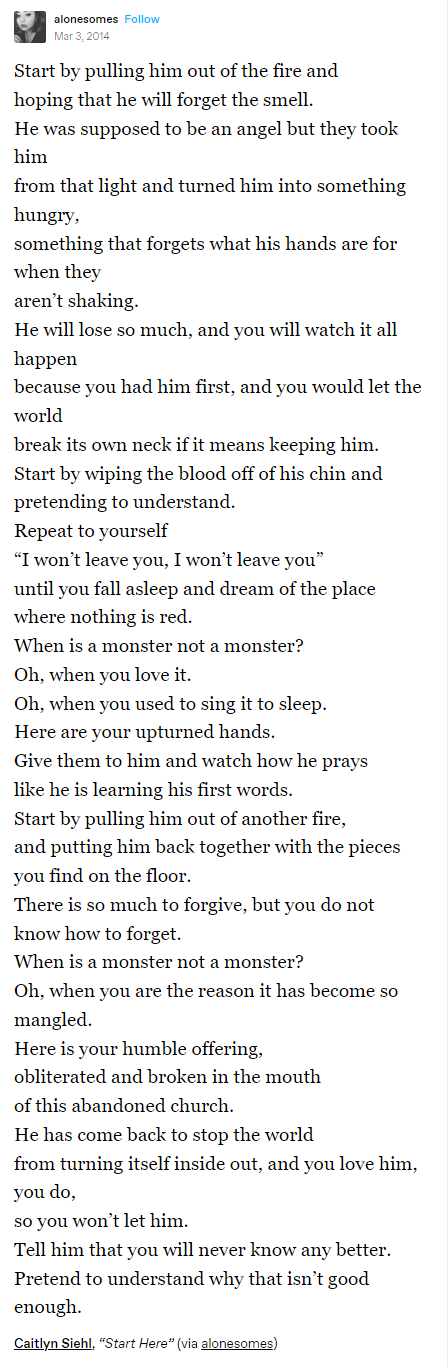 alonesomes Follow
Mar 3, 2014
Start by pulling him out of the fire and
hoping that he will forget the smell.
He was supposed to be an angel but they took
him
from that light and turned him into something
hungry,
something that forgets what his hands are for
when they
aren’t shaking.
He will lose so much, and you will watch it all
happen
because you had him first, and you would let the
world
break its own neck if it means keeping him.
Start by wiping the blood off of his chin and
pretending to understand.
Repeat to yourself
“I won’t leave you, I won’t leave you”
until you fall asleep and dream of the place
where nothing is red.
When is a monster not a monster?
Oh, when you love it.
Oh, when you used to sing it to sleep.
Here are your upturned hands.
Give them to him and watch how he prays
like he is learning his first words.
Start by pulling him out of another fire,
and putting him back together with the pieces
you find on the floor.
There is so much to forgive, but you do not
know how to forget.
When is a monster not a monster?
Oh, when you are the reason it has become so
mangled.
Here is your humble offering,
obliterated and broken in the mouth
of this abandoned church.
He has come back to stop the world
from turning itself inside out, and you love him,
you do,
so you won’t let him.
Tell him that you will never know any better.
Pretend to understand why that isn’t good
enough.
Caitlyn Siehl, “Start Here” (via alonesomes)